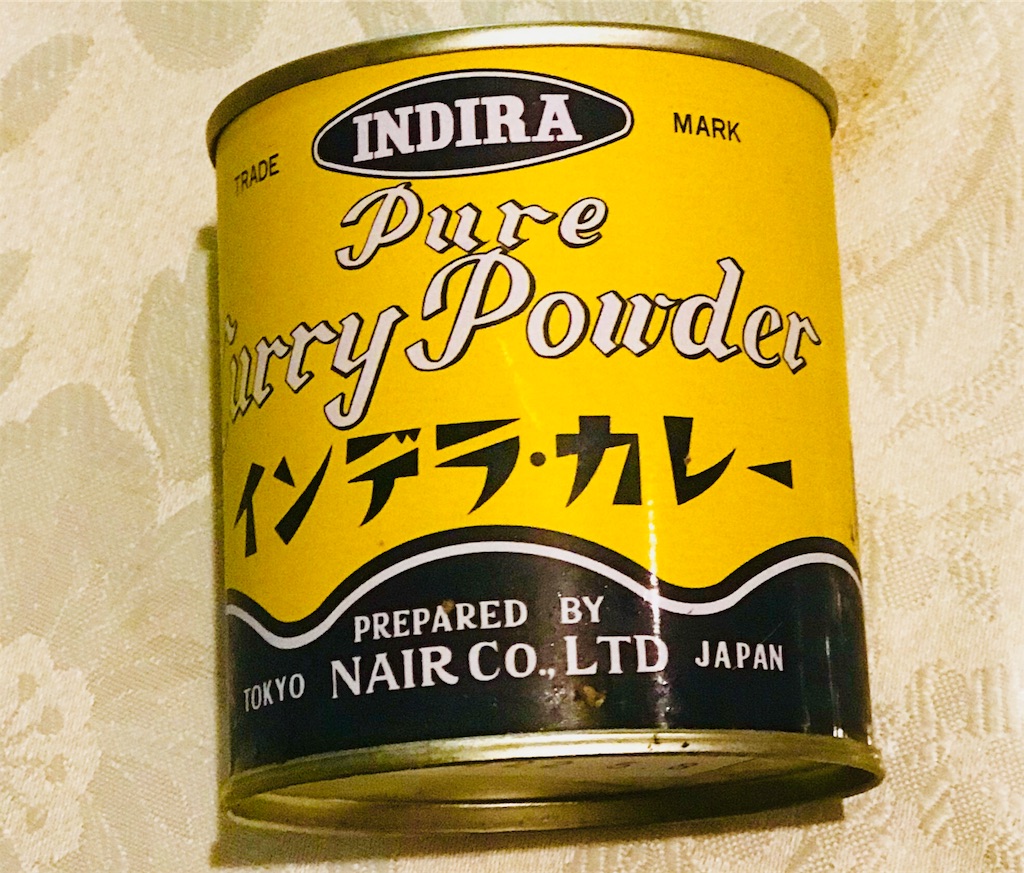 INDIRA
TRADE MARK
Pure
Curry Powder
インデラ・カレー
PREPARED BY
TOKYO NAIR CO., LTD JAPAN